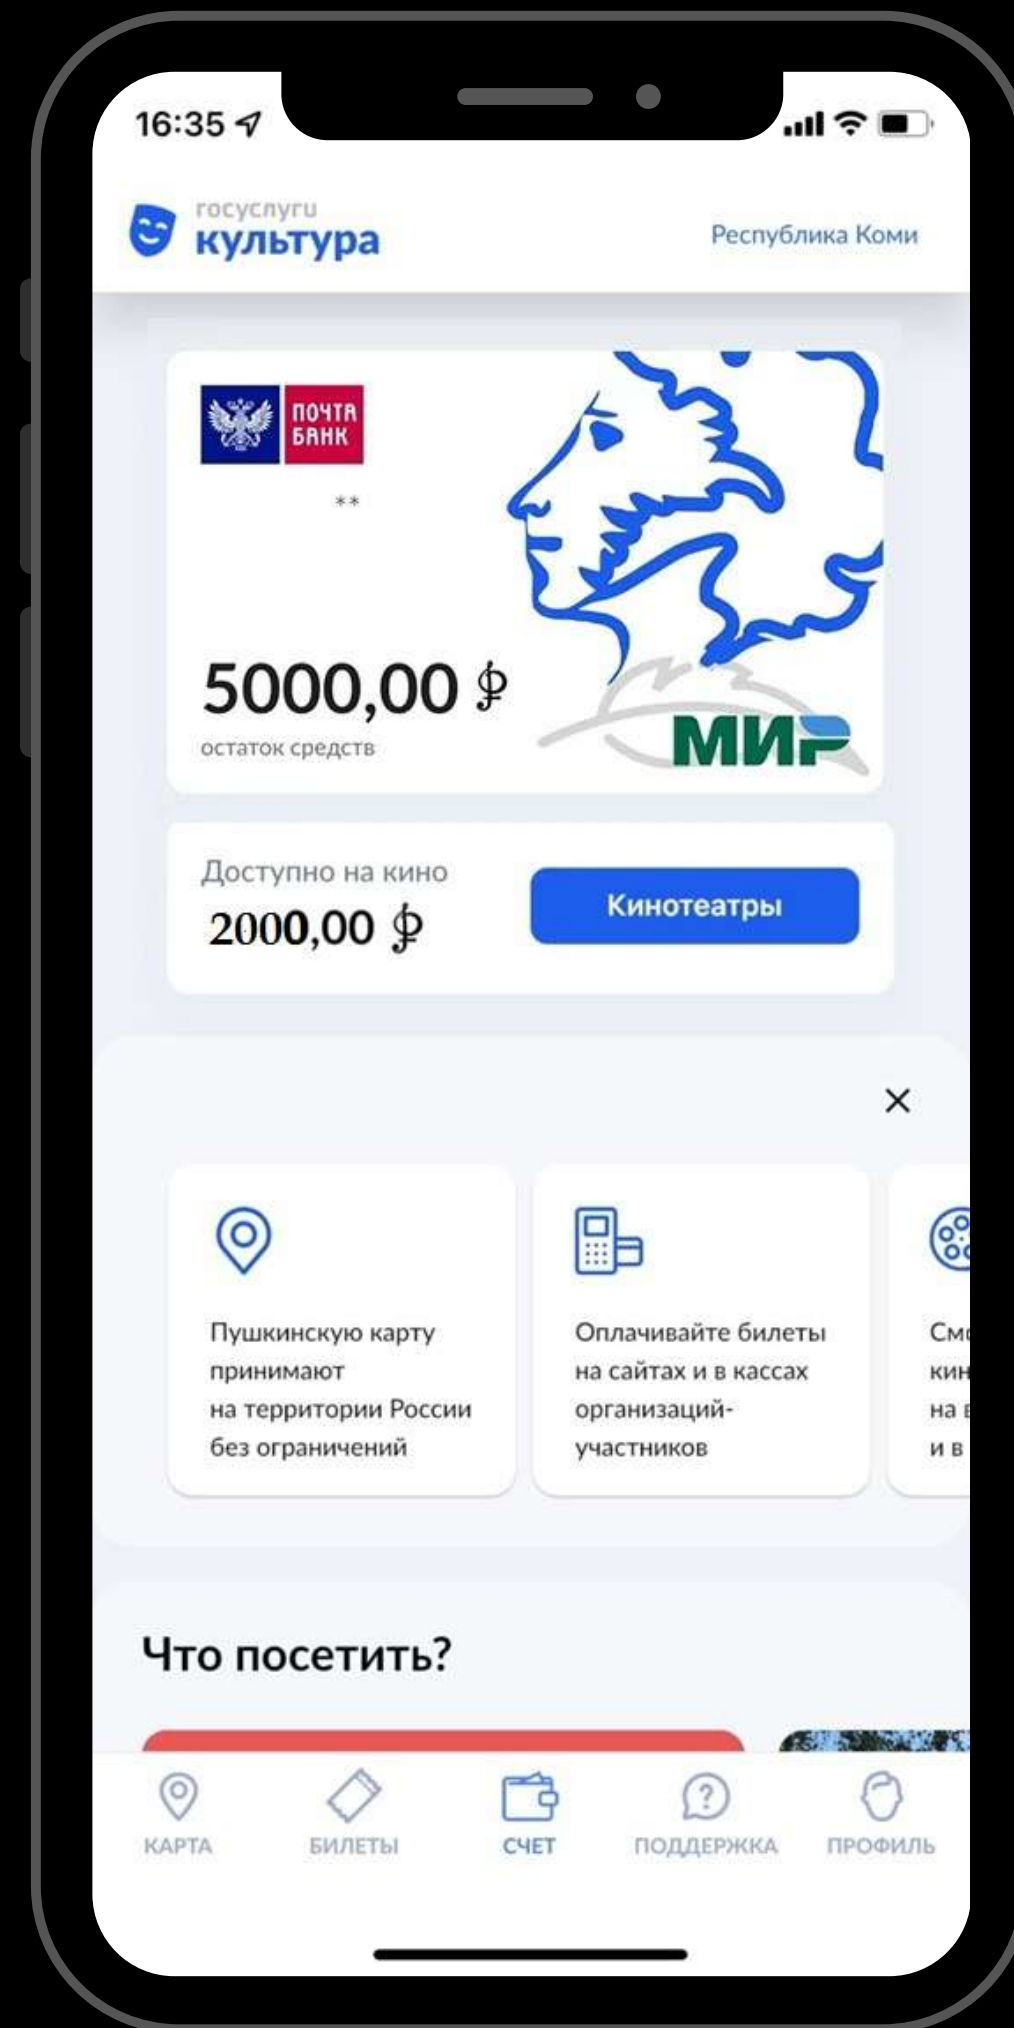 16:35
госуслуги
культура
Республика Коми
ПОЧТА
БАНК
**
5000,00 ₽
остаток средств
МИР
Доступно на кино
2000,00 ₽
Кинотеатры
Пушкинскую карту
принимают
на территории России
без ограничений
Оплачивайте билеты
на сайтах и в кассах
организаций-
участников
на
и в
Что посетить?
КАРТА
БИЛЕТЫ
СЧЕТ
ПОДДЕРЖКА
ПРОФИЛЬ